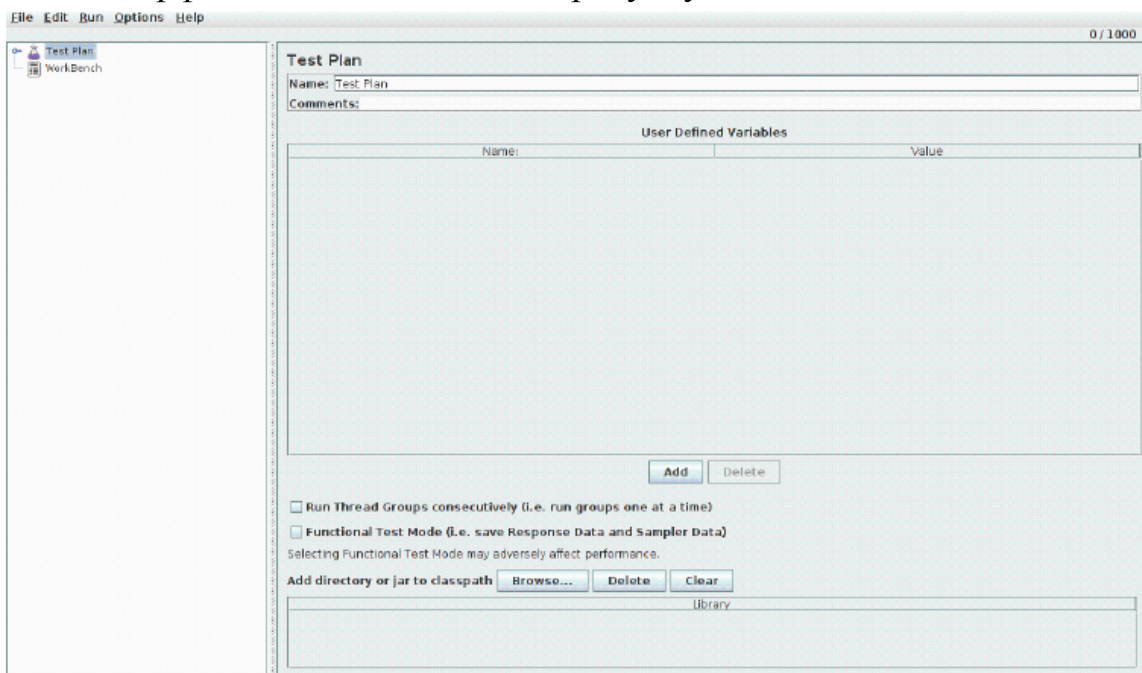 File Edit Run Options Help
0 / 1000
Test Plan
WorkBench
Test Plan
Name: Test Plan
Comments:
User Defined Variables
Name: Value
Add Delete
Run Thread Groups consecutively (i.e. run groups one at a time)
Functional Test Mode (i.e. save Response Data and Sampler Data)
Selecting Functional Test Mode may adversely affect performance.
Add directory or jar to classpath Browse... Delete Clear
Library